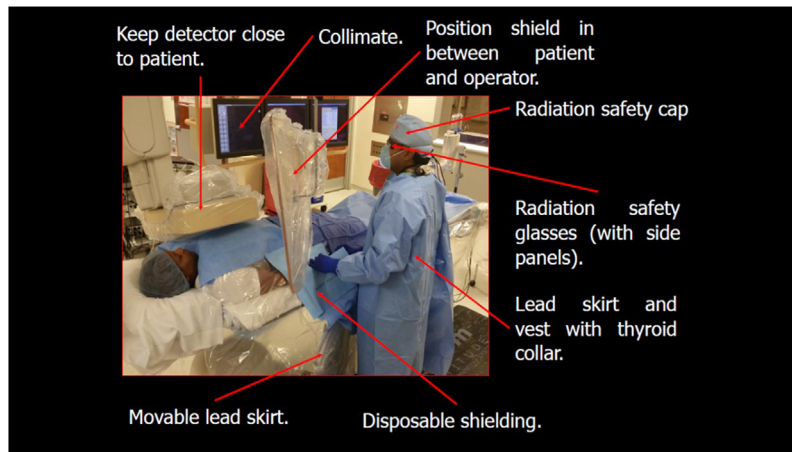 Keep detector close
to patient.
Collimate.
Position shield in
between patient
and operator.
Radiation safety cap
Radiation safety
glasses (with side
panels).
Lead skirt and
vest with thyroid
collar.
Movable lead skirt.
Disposable shielding.